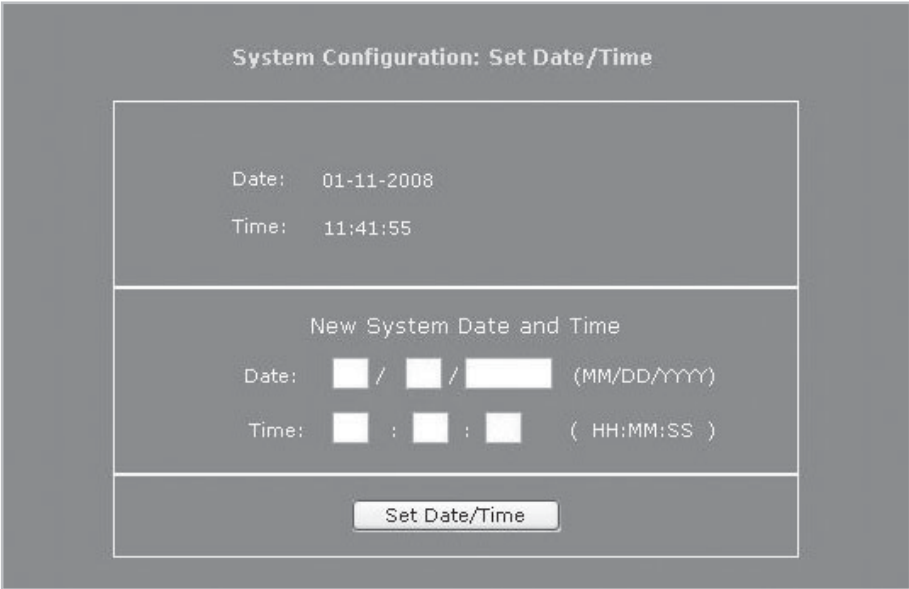 System Configuration: Set Date/Time
Date: 01-11-2008
Time: 11:41:55
New System Date and Time
Date: / / (MM/DD/YYYY)
Time: : : ( HH:MM:SS )
Set Date/Time